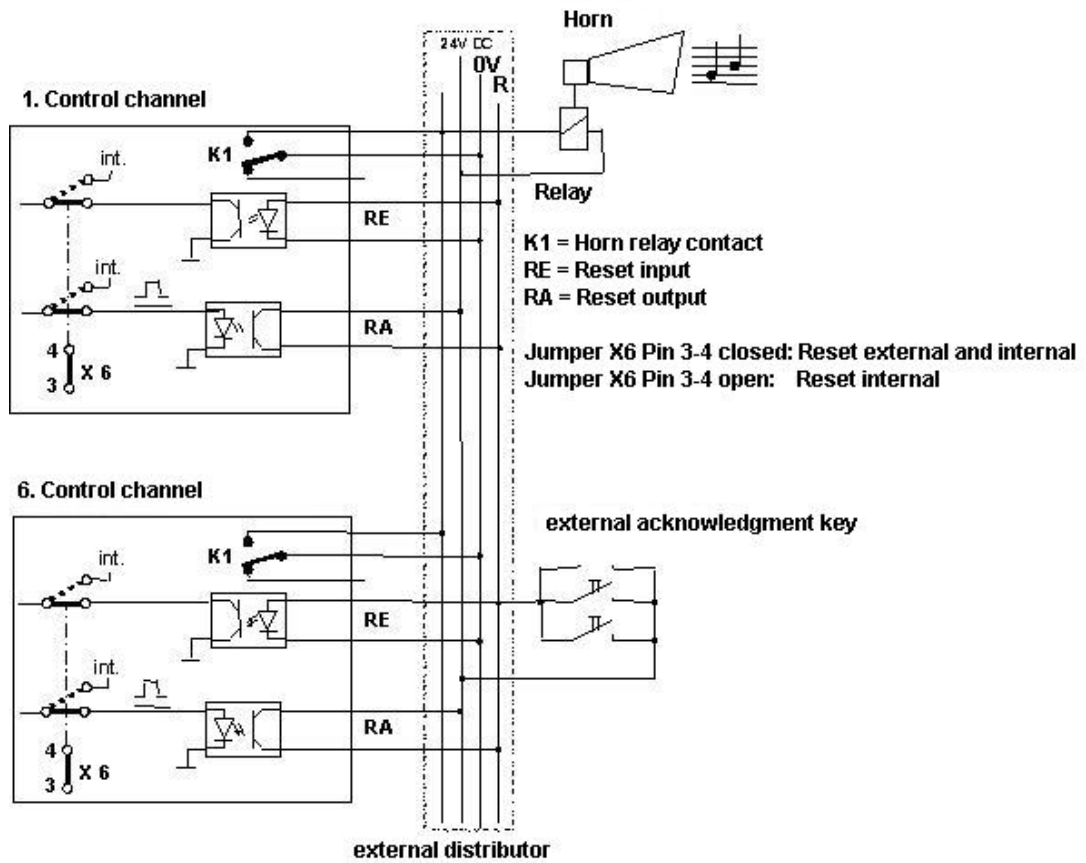 Horn
24V DC
0V
R
1. Control channel
K1
int.
RE
int.
RA
4
3
X 6
Relay
K1 = Horn relay contact
RE = Reset input
RA = Reset output
Jumper X6 Pin 3-4 closed: Reset external and internal
Jumper X6 Pin 3-4 open: Reset internal
6. Control channel
K1
int.
RE
int.
RA
4
3
X 6
external acknowledgment key
external distributor